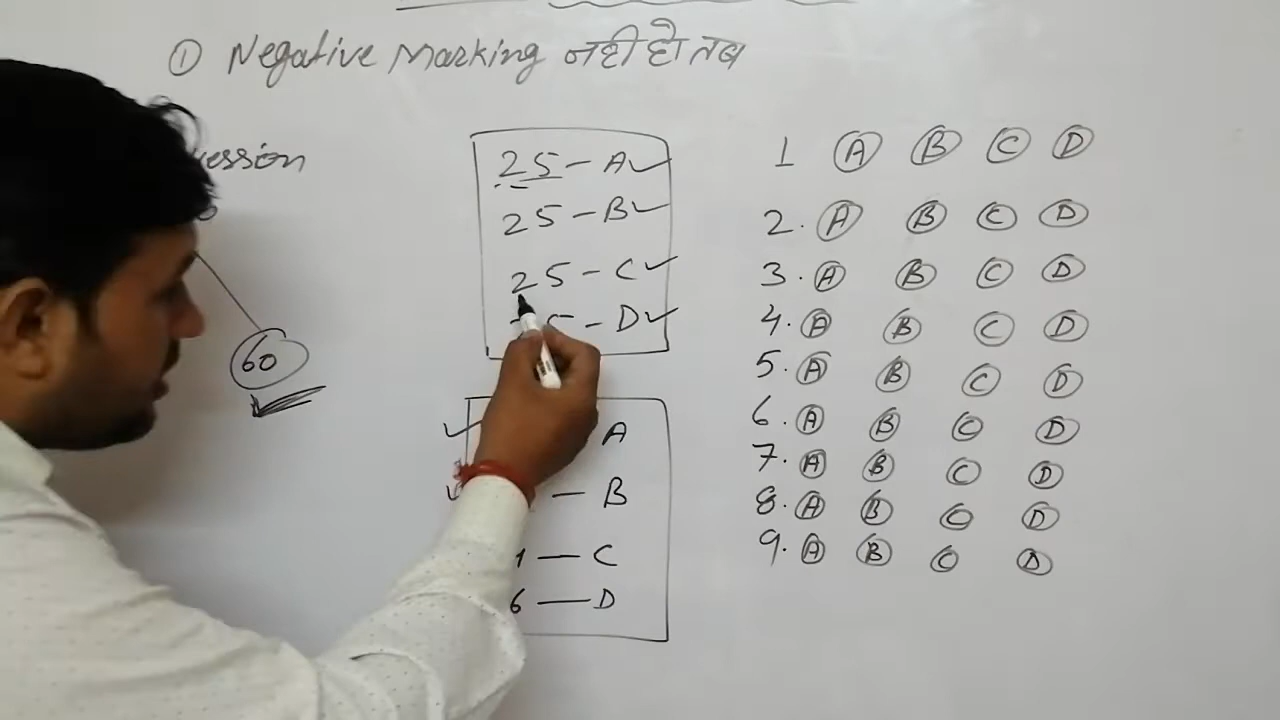 ① Negative Marking नही हो तब
ession
60
25 - A ✓
25 - B ✓
25 - C ✓
5 - D ✓
A
— B
1 — C
6 — D
1 Ⓐ Ⓑ Ⓒ Ⓓ
2. Ⓐ Ⓑ Ⓒ Ⓓ
3. Ⓐ Ⓑ Ⓒ Ⓓ
4. Ⓐ Ⓑ Ⓒ Ⓓ
5. Ⓐ Ⓑ Ⓒ Ⓓ
6. Ⓐ Ⓑ Ⓒ Ⓓ
7. Ⓐ Ⓑ Ⓒ Ⓓ
8. Ⓐ Ⓑ Ⓒ Ⓓ
9. Ⓐ Ⓑ Ⓒ Ⓓ